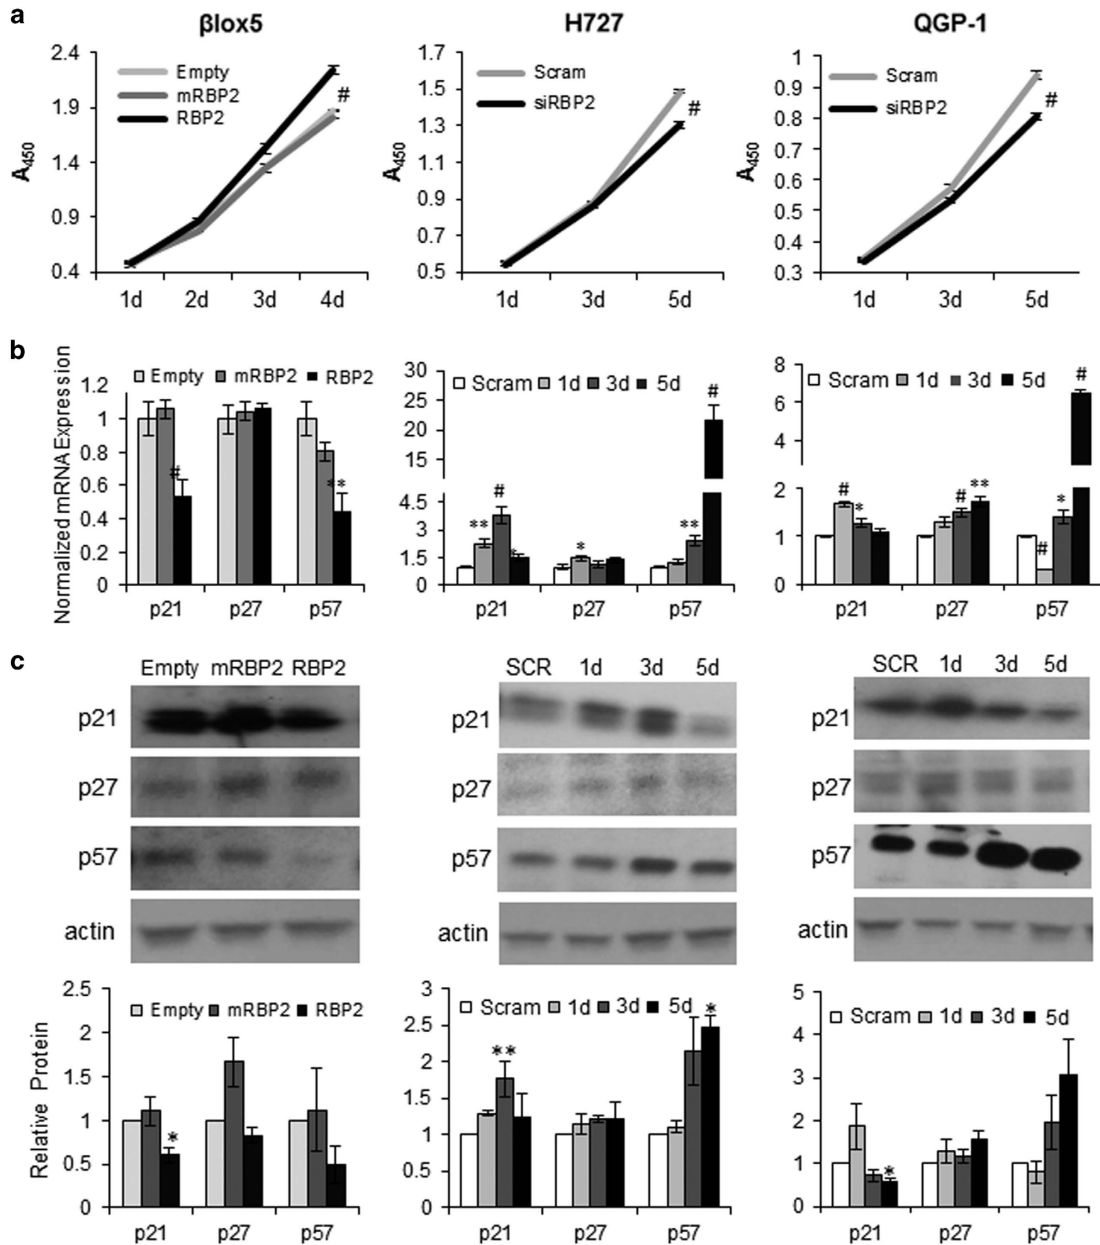 a
βlox5
H727
QGP-1
2.4
1.9
1.4
0.9
0.4
A450
Empty
mRBP2
RBP2
#
1d 2d 3d 4d
1.7
1.5
1.3
1.1
0.9
0.7
0.5
A450
Scram
siRBP2
#
1d 3d 5d
1
0.9
0.8
0.7
0.6
0.5
0.4
0.3
A450
Scram
siRBP2
#
1d 3d 5d
b
Normalized mRNA Expression
Empty mRBP2 RBP2
1.2
1
0.8
0.6
0.4
0.2
0
#
**
p21 p27 p57
Scram 1d 3d 5d
30
25
20
15
4.5
3
1.5
0
** # *
*
** #
p21 p27 p57
Scram 1d 3d 5d
8
6
4
2
1
0
# *
# **
# * #
p21 p27 p57
c
Empty mRBP2 RBP2
p21
p27
p57
actin
SCR 1d 3d 5d
p21
p27
p57
actin
SCR 1d 3d 5d
p21
p27
p57
actin
Relative Protein
2.5
2
1.5
1
0.5
0
Empty mRBP2 RBP2
*
p21 p27 p57
3
2.5
2
1.5
1
0.5
0
Scram 1d 3d 5d
**
*
p21 p27 p57
5
4
3
2
1
0
Scram 1d 3d 5d
*
p21 p27 p57